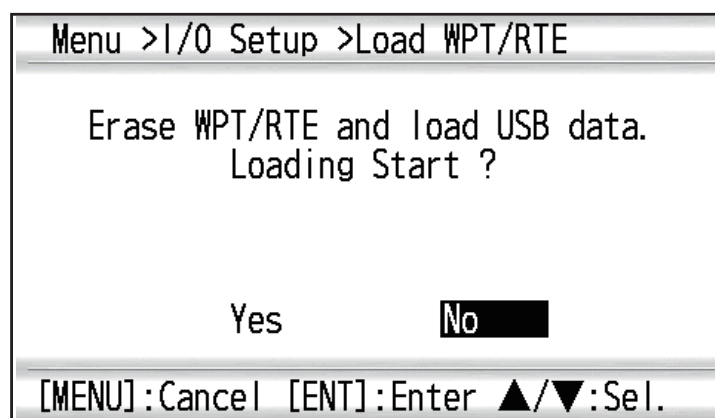 Menu >I/O Setup >Load WPT/RTE
Erase WPT/RTE and load USB data.
Loading Start ?
Yes No
[MENU]:Cancel [ENT]:Enter ▲/▼:Sel.